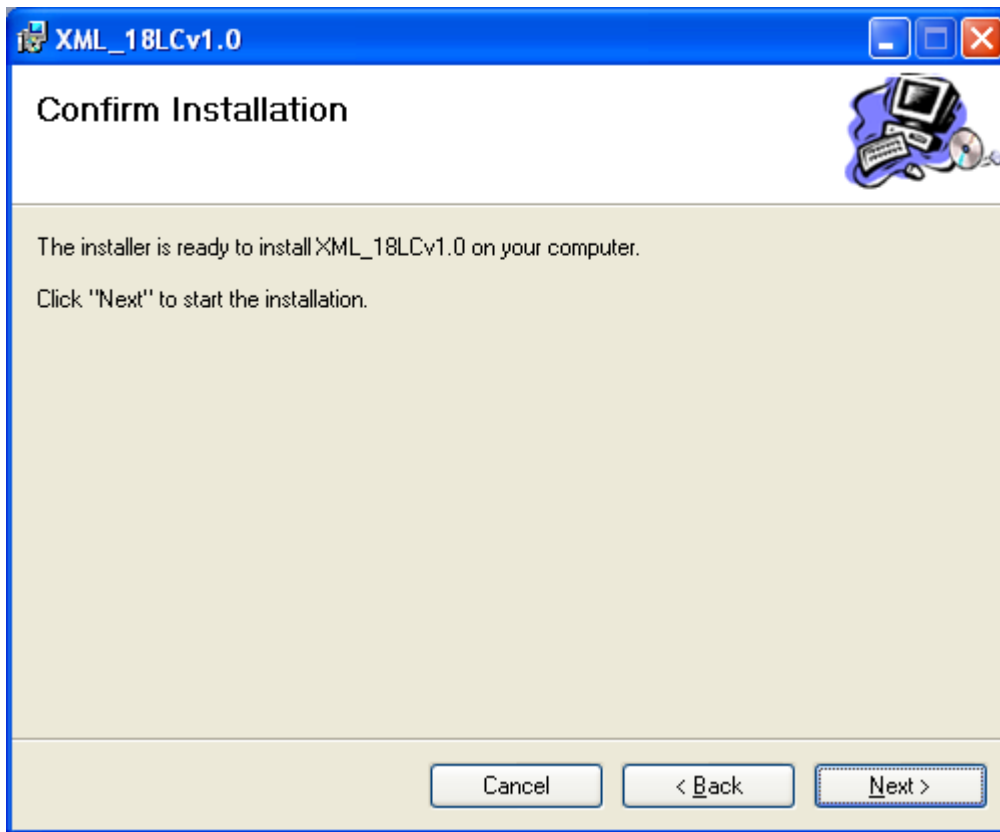 XML_18LCv1.0
Confirm Installation
The installer is ready to install XML_18LCv1.0 on your computer.
Click "Next" to start the installation.
Cancel
< Back
Next >